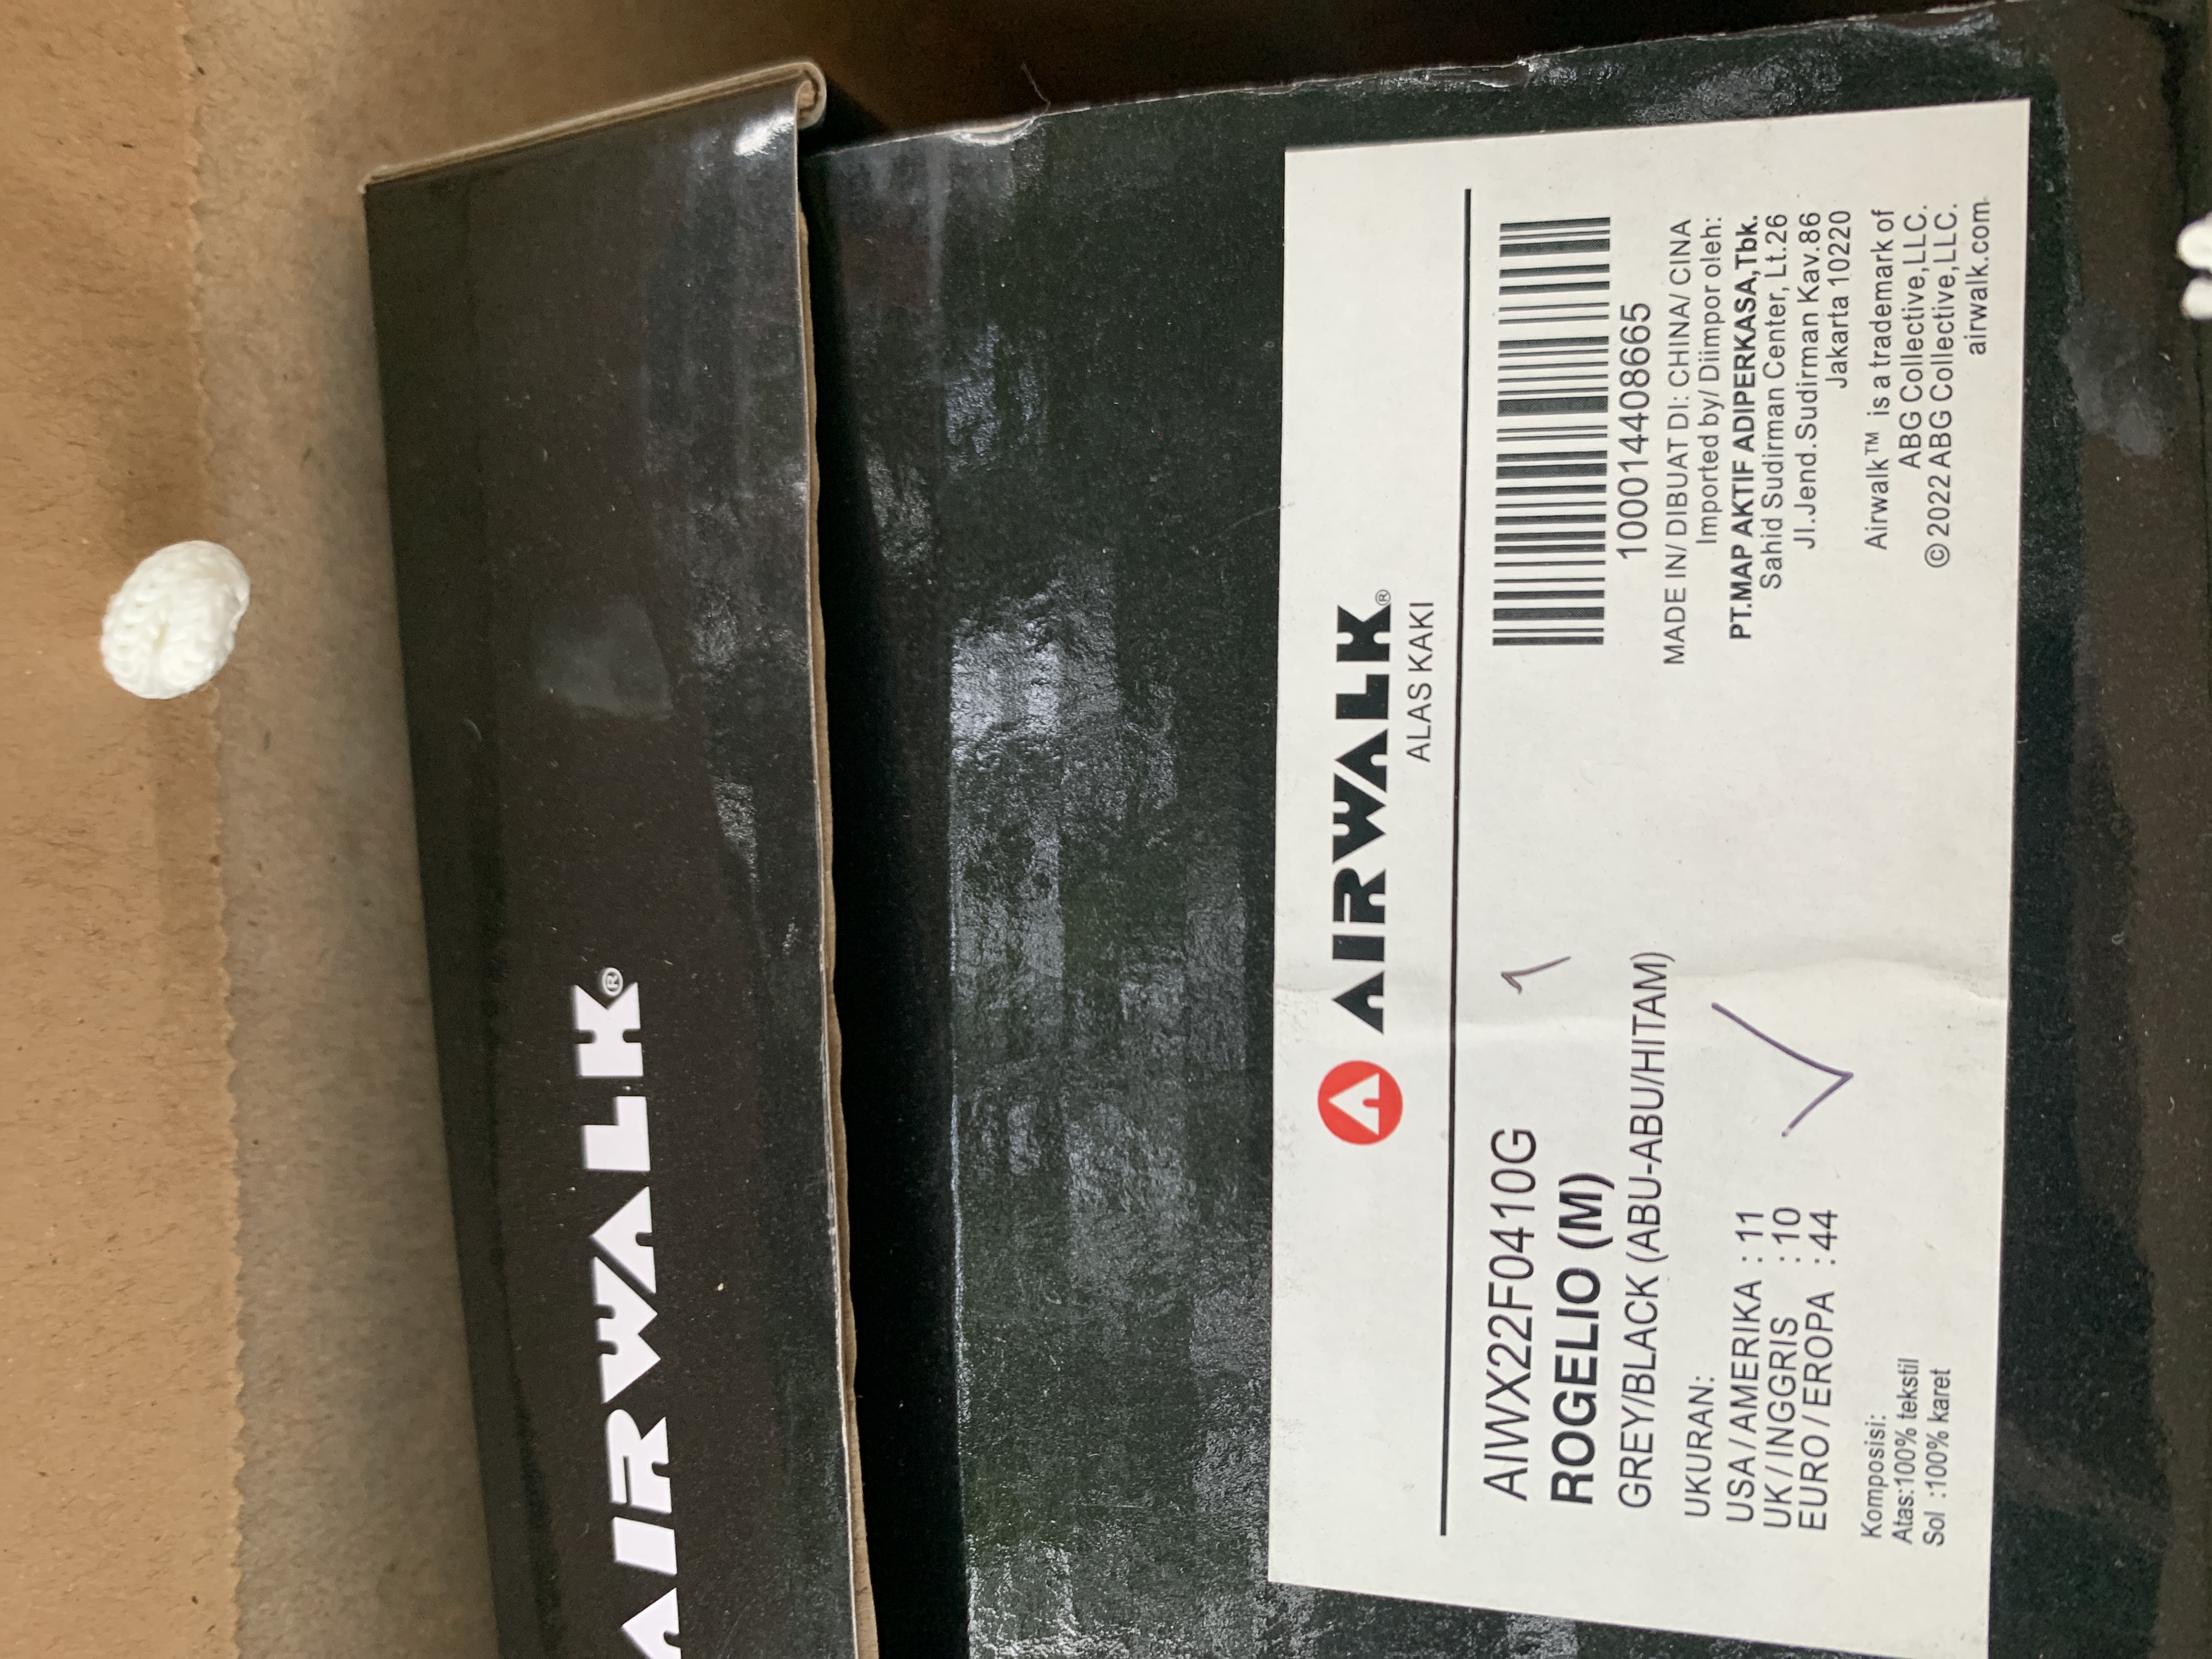 AIRWALK®
AIRWALK®
ALAS KAKI
AIWX22F0410G
1
ROGELIO (M)
GREY/BLACK (ABU-ABU/HITAM)
UKURAN:
USA/AMERIKA : 11
UK/INGGRIS : 10
EURO/EROPA : 44
Komposisi:
Atas:100% tekstil
Sol :100% karet
100014408665
MADE IN/ DIBUAT DI: CHINA/ CINA
Imported by/ Diimpor oleh:
PT.MAP AKTIF ADIPERKASA,Tbk.
Sahid Sudirman Center, Lt.26
Jl.Jend.Sudirman Kav.86
Jakarta 10220
Airwalk™ is a trademark of
ABG Collective,LLC.
© 2022 ABG Collective,LLC.
airwalk.com